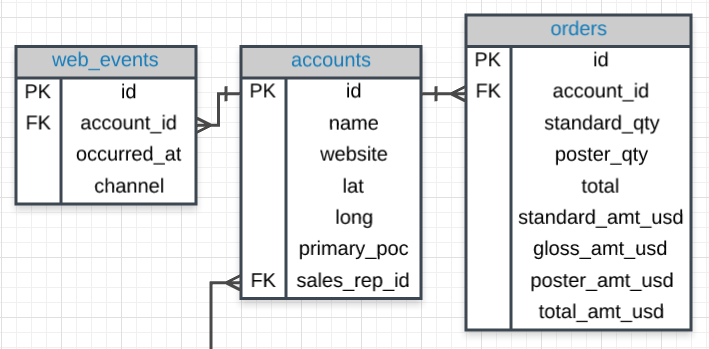 web_events
PK id
FK account_id
occurred_at
channel
accounts
PK id
name
website
lat
long
primary_poc
FK sales_rep_id
orders
PK id
FK account_id
standard_qty
poster_qty
total
standard_amt_usd
gloss_amt_usd
poster_amt_usd
total_amt_usd